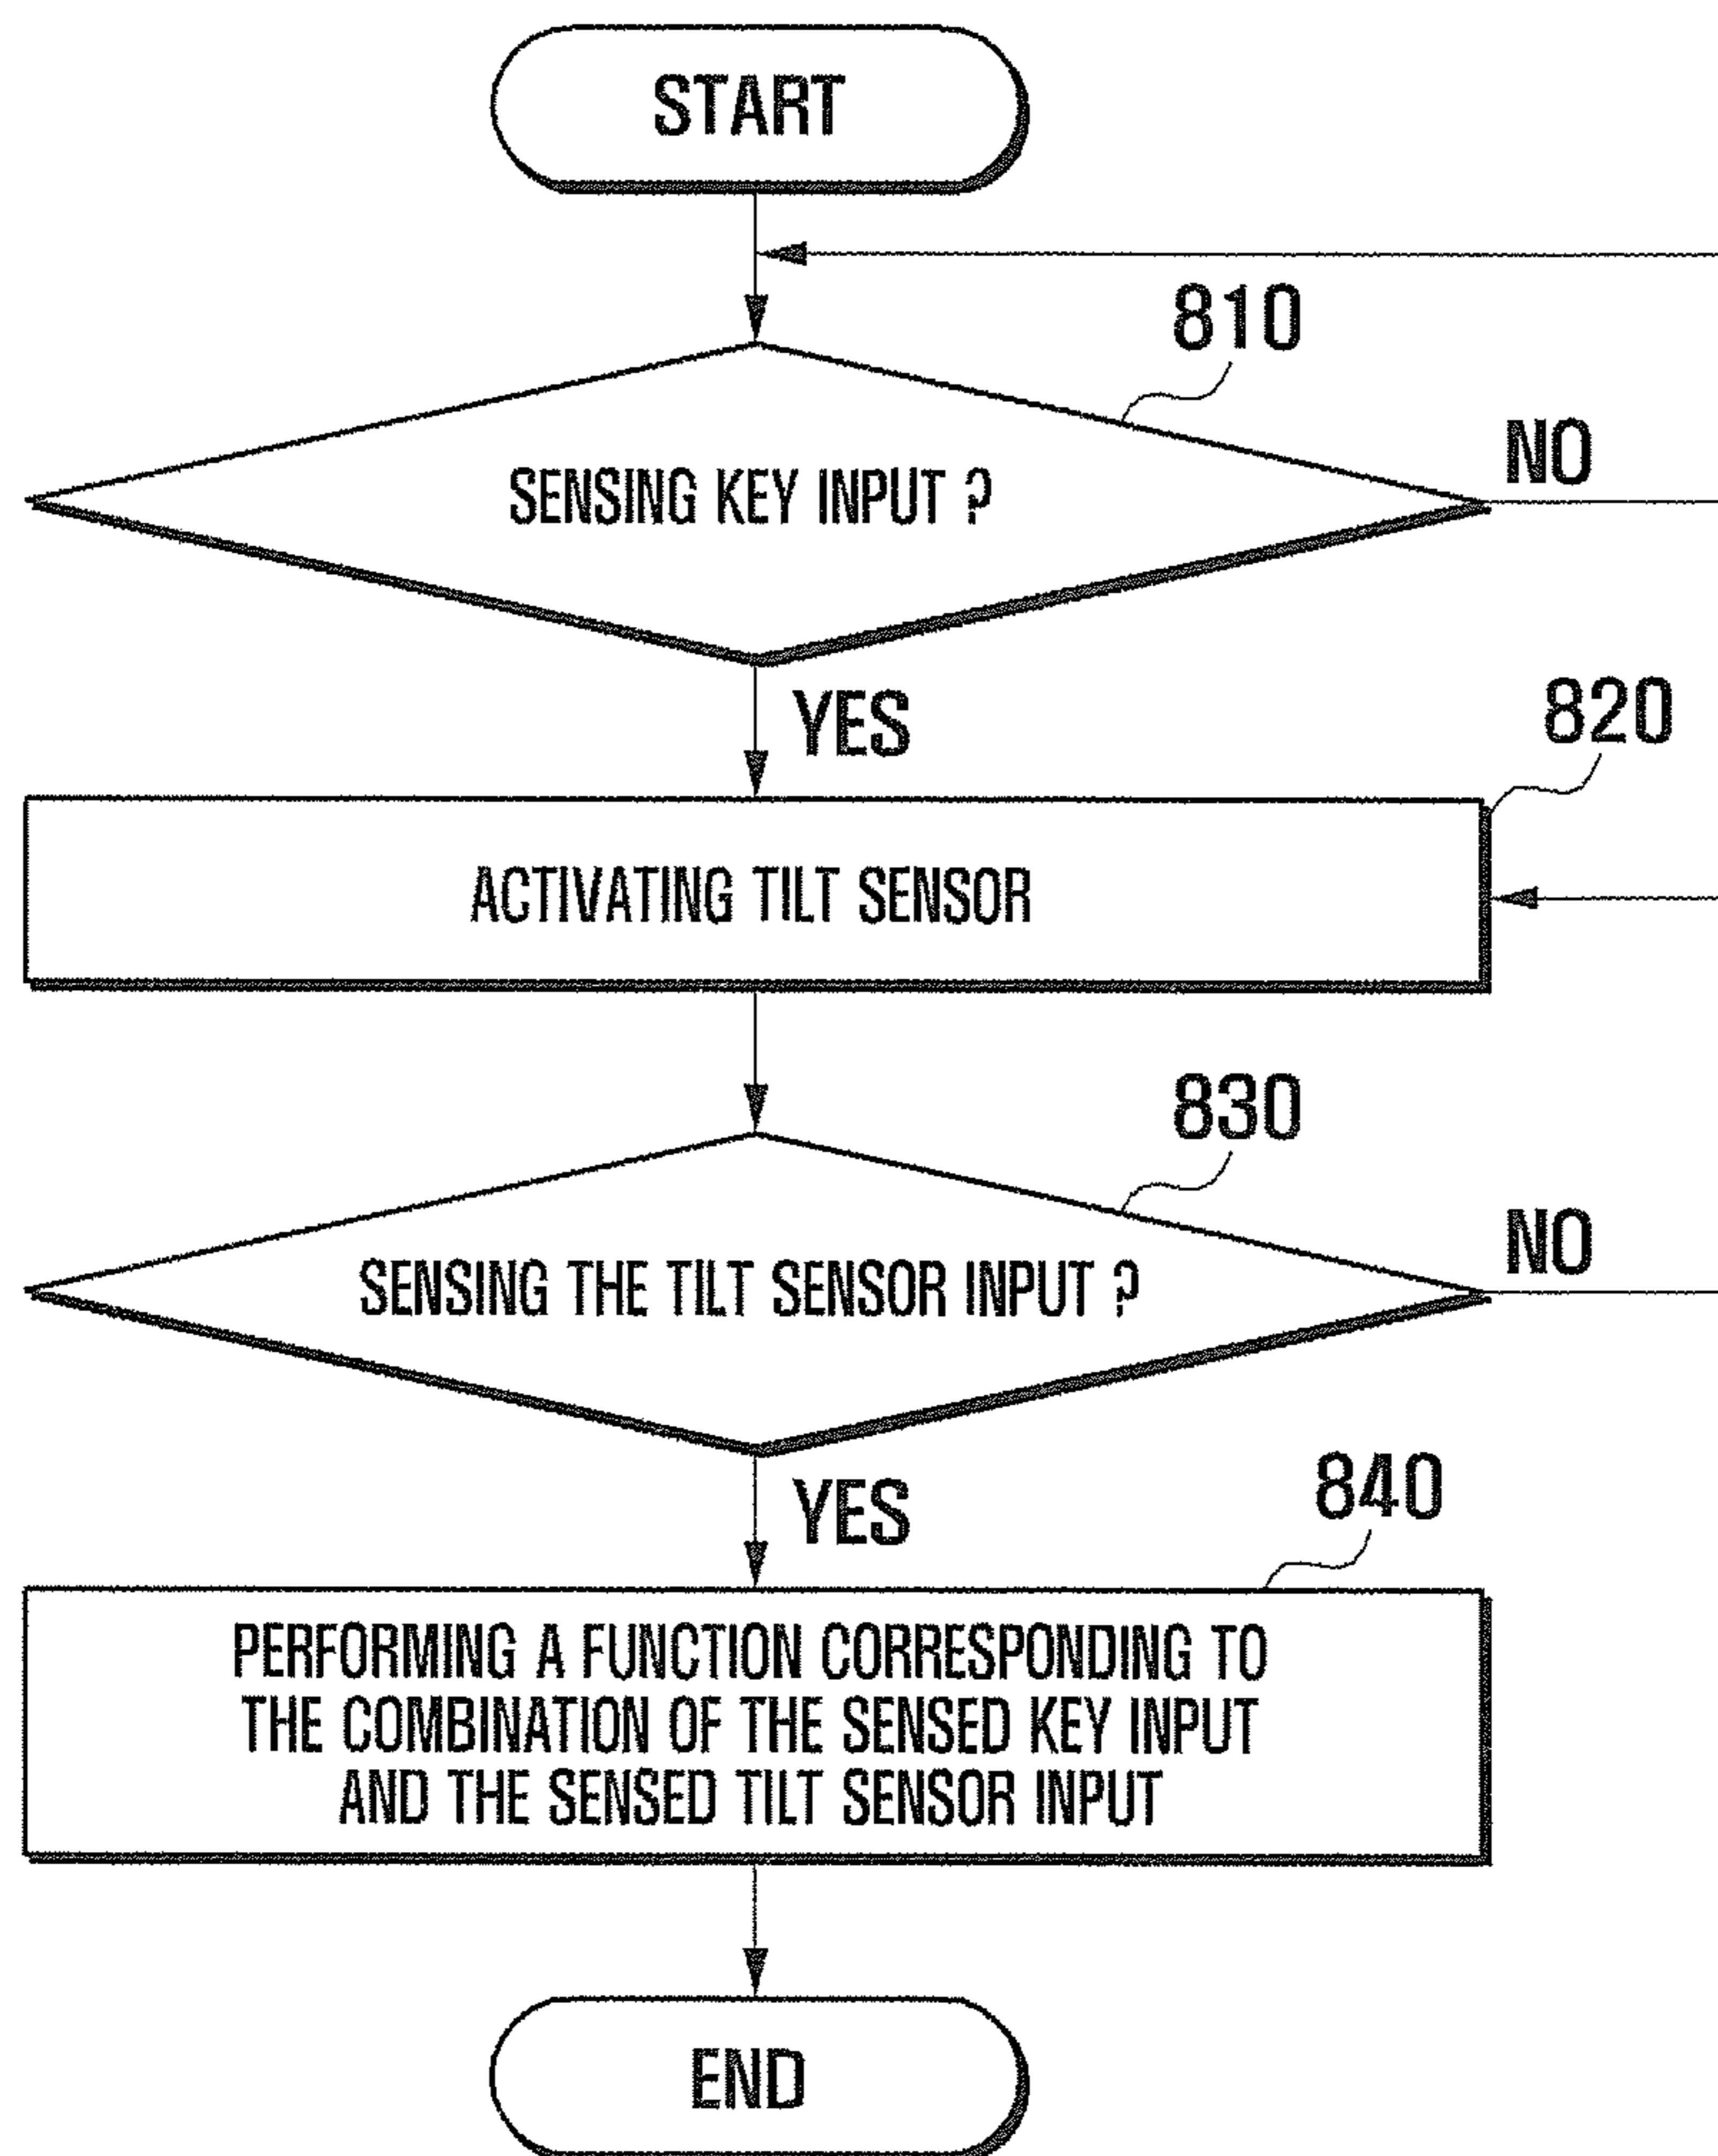 START
810
SENSING KEY INPUT ?
NO
YES
820
ACTIVATING TILT SENSOR
830
SENSING THE TILT SENSOR INPUT ?
NO
YES
840
PERFORMING A FUNCTION CORRESPONDING TO
THE COMBINATION OF THE SENSED KEY INPUT
AND THE SENSED TILT SENSOR INPUT
END